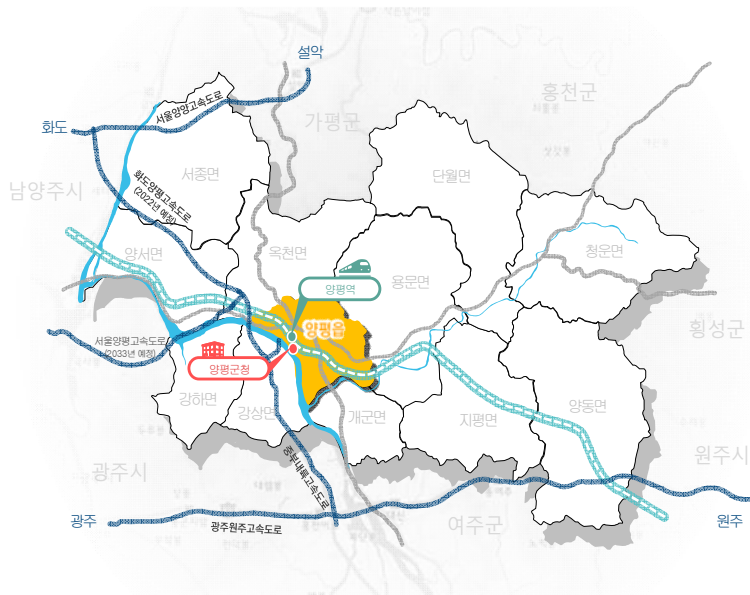 설악
홍천군
서울양양고속도로
화도
가평군
서종면
단월면
남양주시
화도양평고속도로
(2022년 예정)
양서면
옥천면
청운면
용문면
양평역
양평읍
횡성군
서울양평고속도로
(2033년 예정)
양평군청
강하면
강상면
개군면
지평면
양동면
원주시
광주시
중부내륙고속도로
광주
광주원주고속도로
여주군
원주